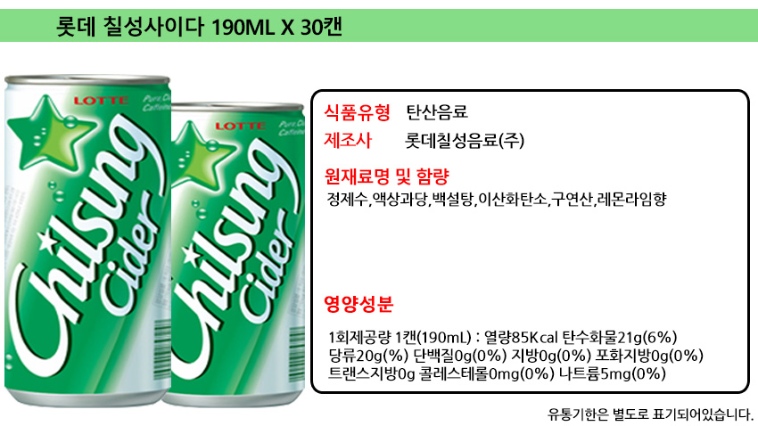 롯데 칠성사이다 190ML X 30캔
LOTTE
Pure
Chilsung
Cider
LOTTE
Pure
Chilsung
Cider
식품유형 탄산음료
제조사 롯데칠성음료(주)
원재료명 및 함량
정제수,액상과당,백설탕,이산화탄소,구연산,레몬라임향
영양성분
1회제공량 1캔(190mL) : 열량85Kcal 탄수화물21g(6%)
당류20g(%) 단백질0g(0%) 지방0g(0%) 포화지방0g(0%)
트랜스지방0g 콜레스테롤0mg(0%) 나트륨5mg(0%)
유통기한은 별도로 표기되어있습니다.